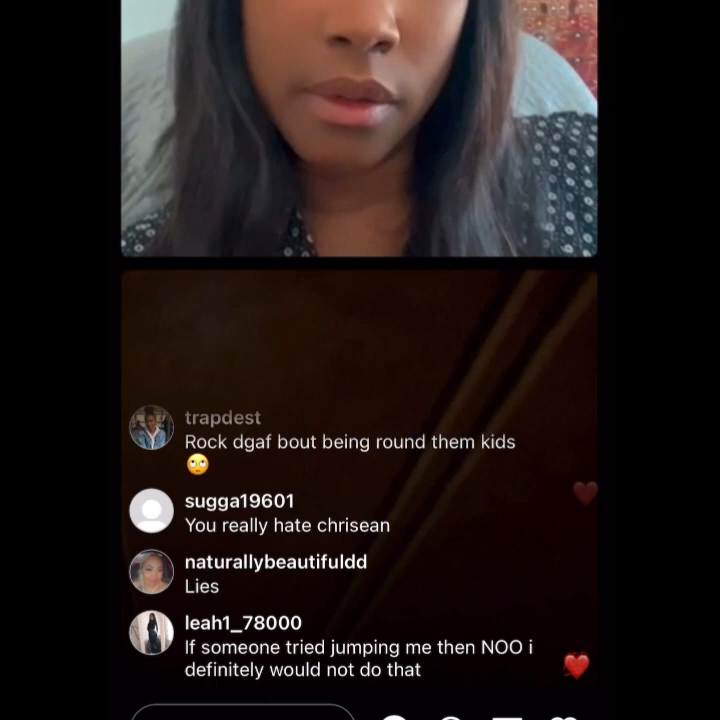 trapdest
Rock dgaf bout being round them kids
🙄
sugga19601
You really hate chrisean
naturallybeautifuldd
Lies
leah1_78000
If someone tried jumping me then NOO i
definitely would not do that